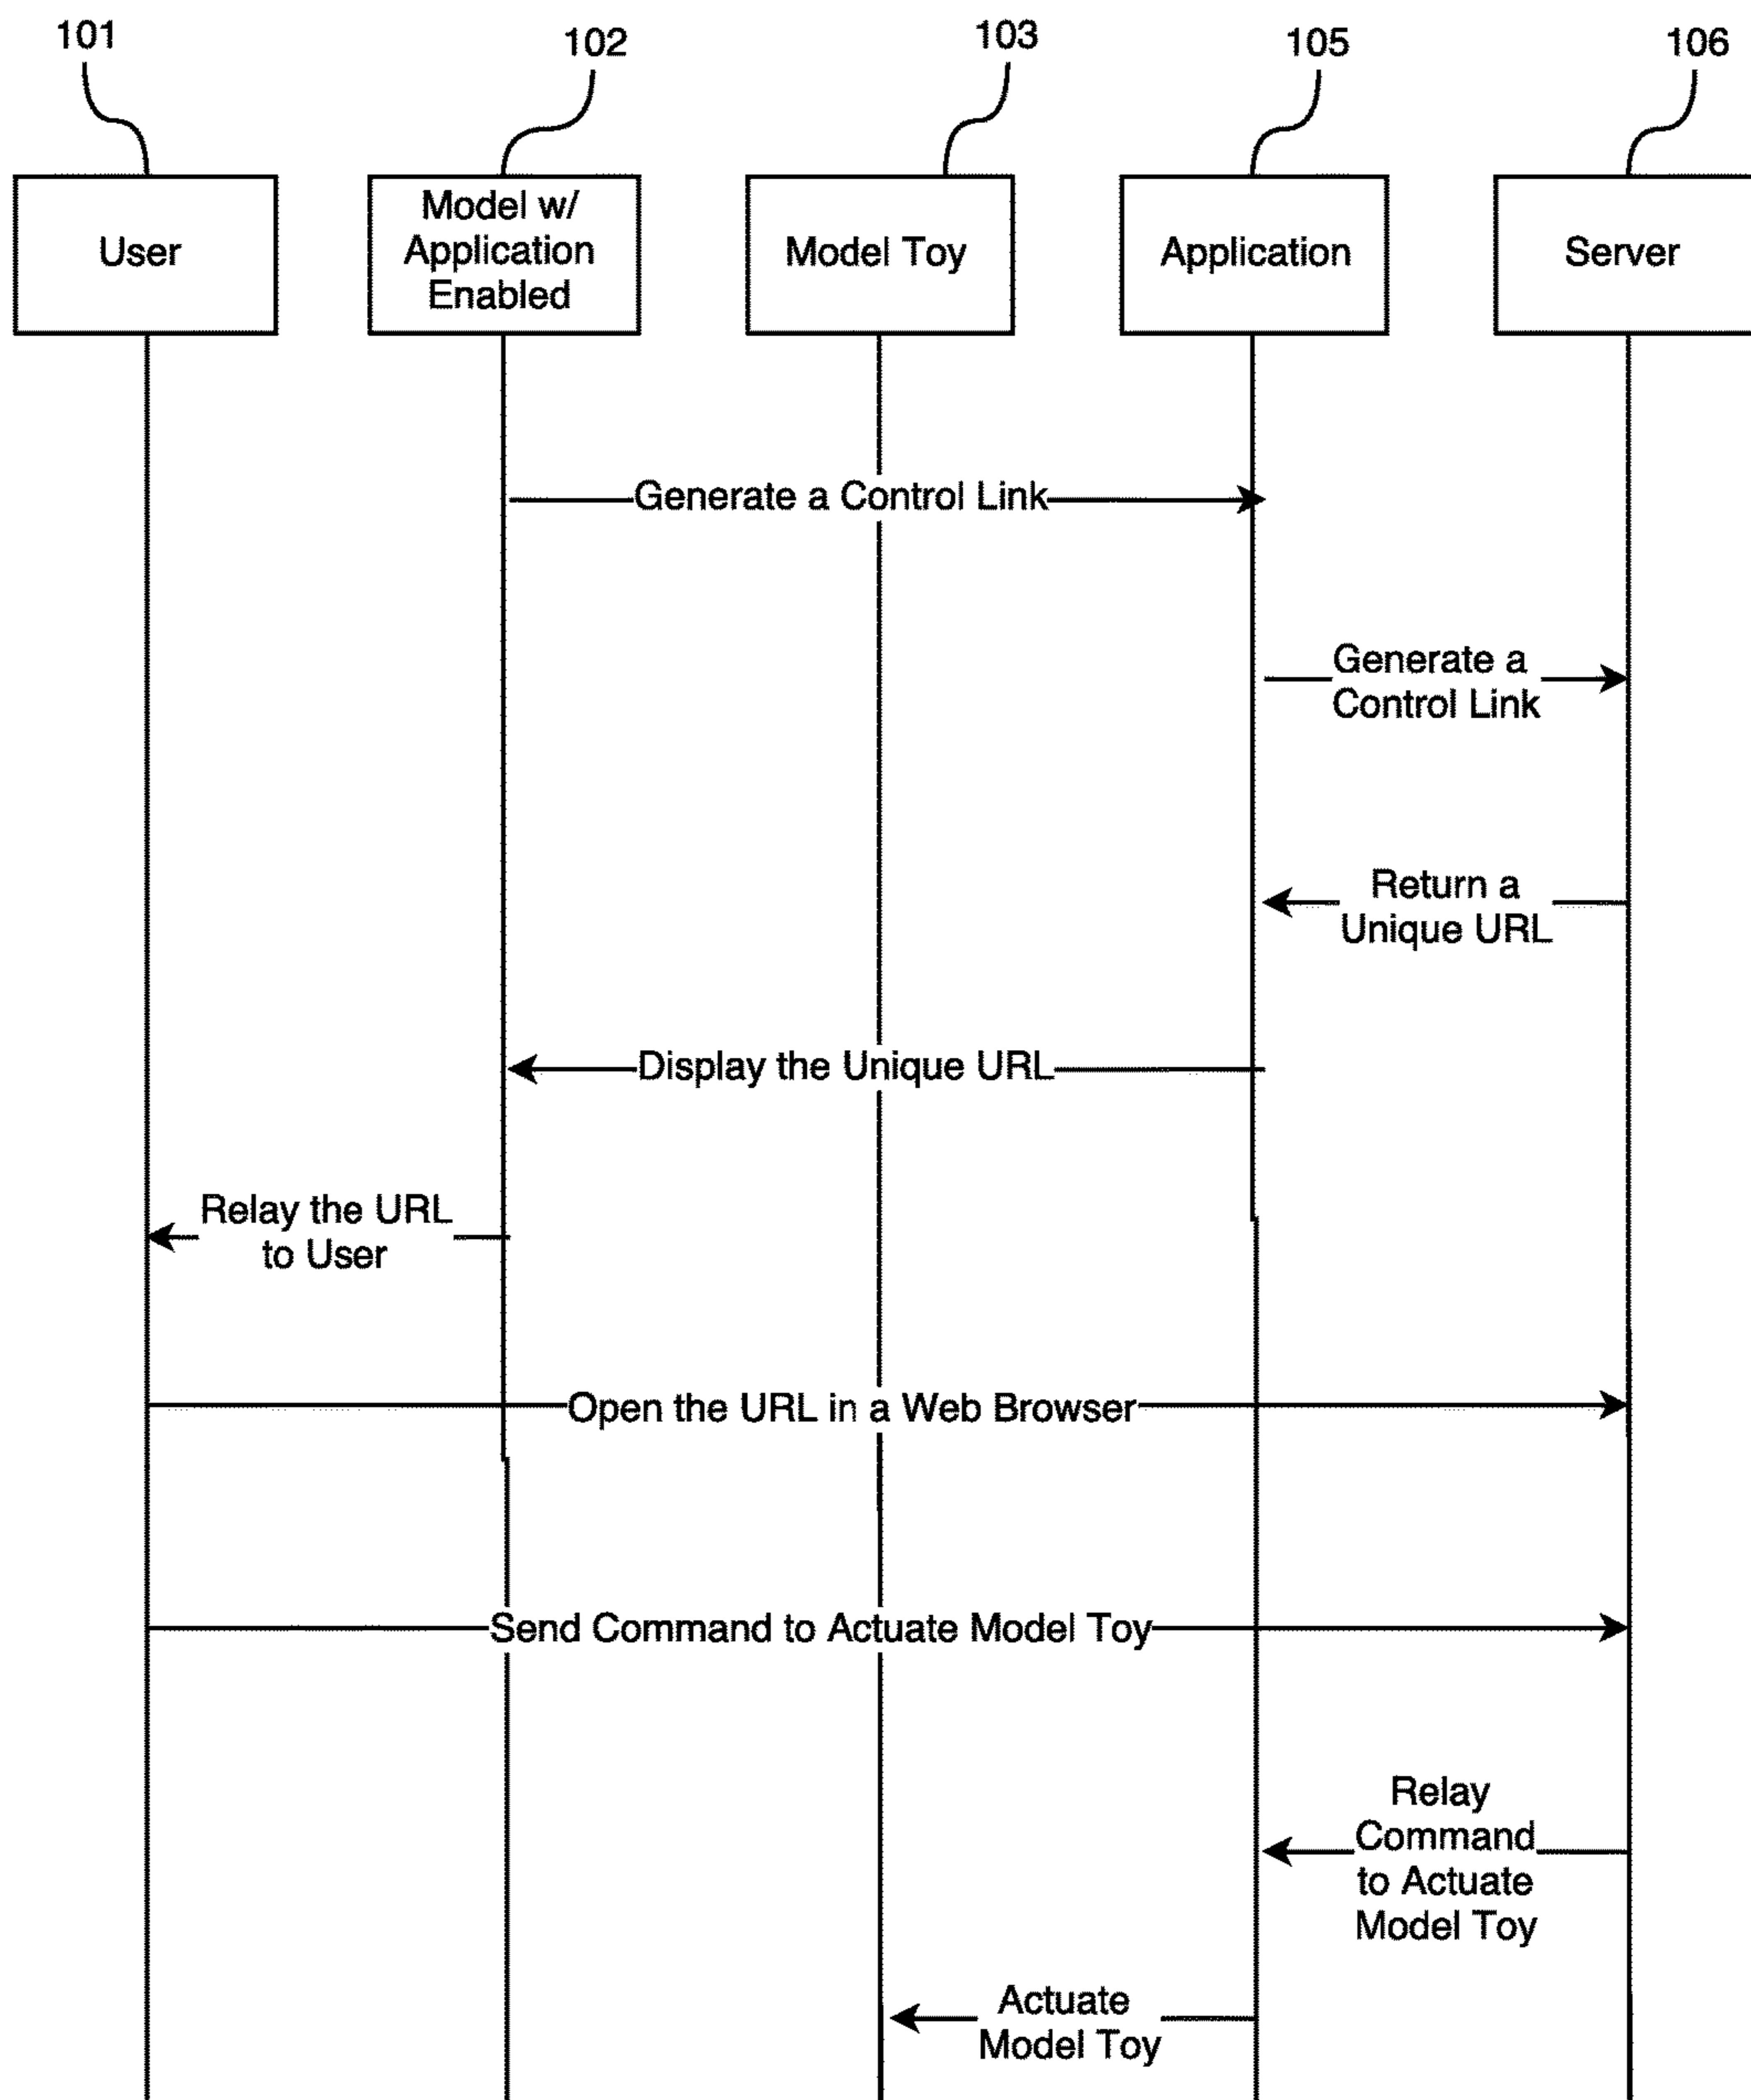 101
102
103
105
106
User
Model w/
Application
Enabled
Model Toy
Application
Server
Generate a Control Link
Generate a
Control Link
Return a
Unique URL
Display the Unique URL
Relay the URL
to User
Open the URL in a Web Browser
Send Command to Actuate Model Toy
Relay
Command
to Actuate
Model Toy
Actuate
Model Toy